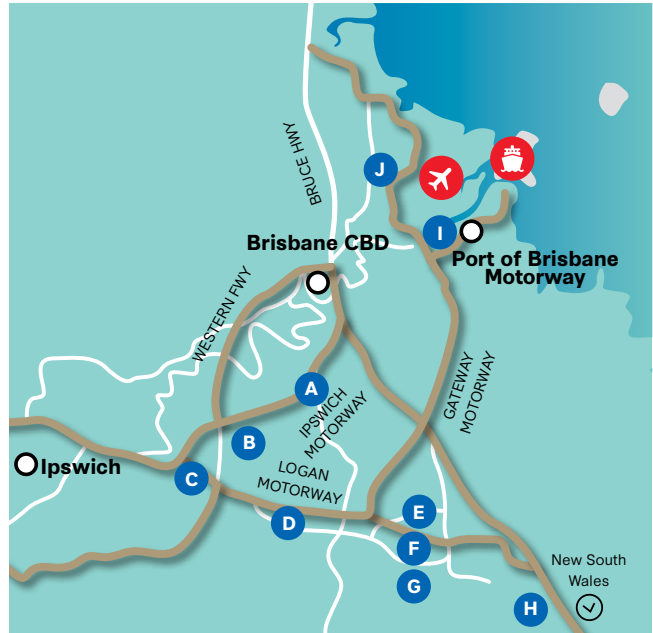 BRUCE HWY
J
I
Brisbane CBD
Port of Brisbane
Motorway
WESTERN FWY
A
IPSWICH
MOTORWAY
GATEWAY
MOTORWAY
B
Ipswich
C
LOGAN
MOTORWAY
D
E
F
G
New South
Wales
H